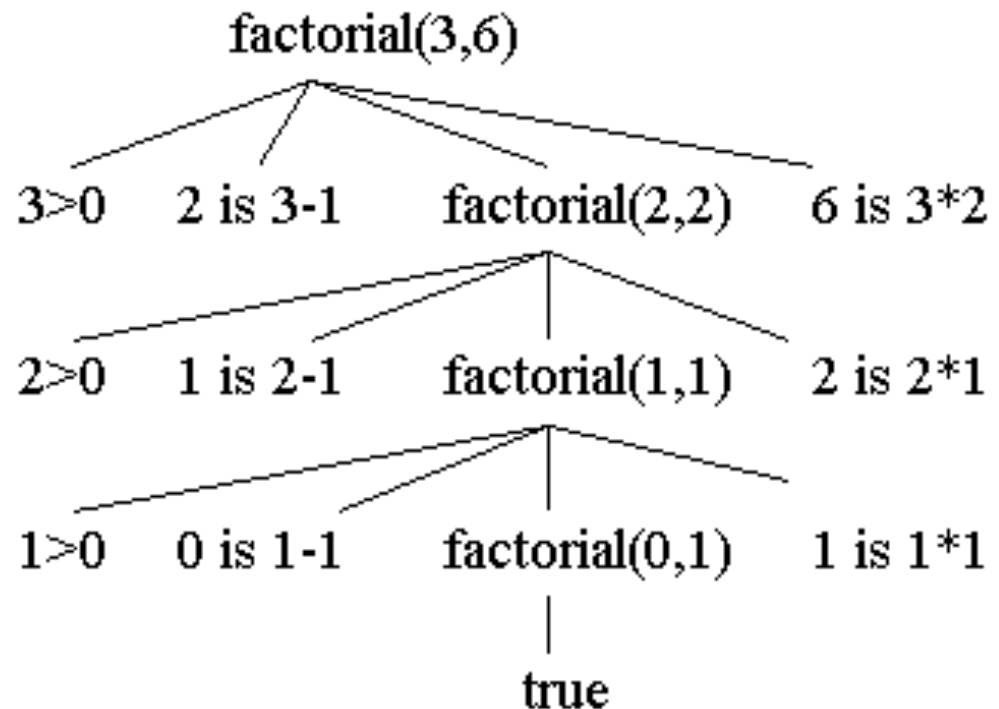 factorial(3,6)
3>0 2 is 3-1 factorial(2,2) 6 is 3*2
2>0 1 is 2-1 factorial(1,1) 2 is 2*1
1>0 0 is 1-1 factorial(0,1) 1 is 1*1
true